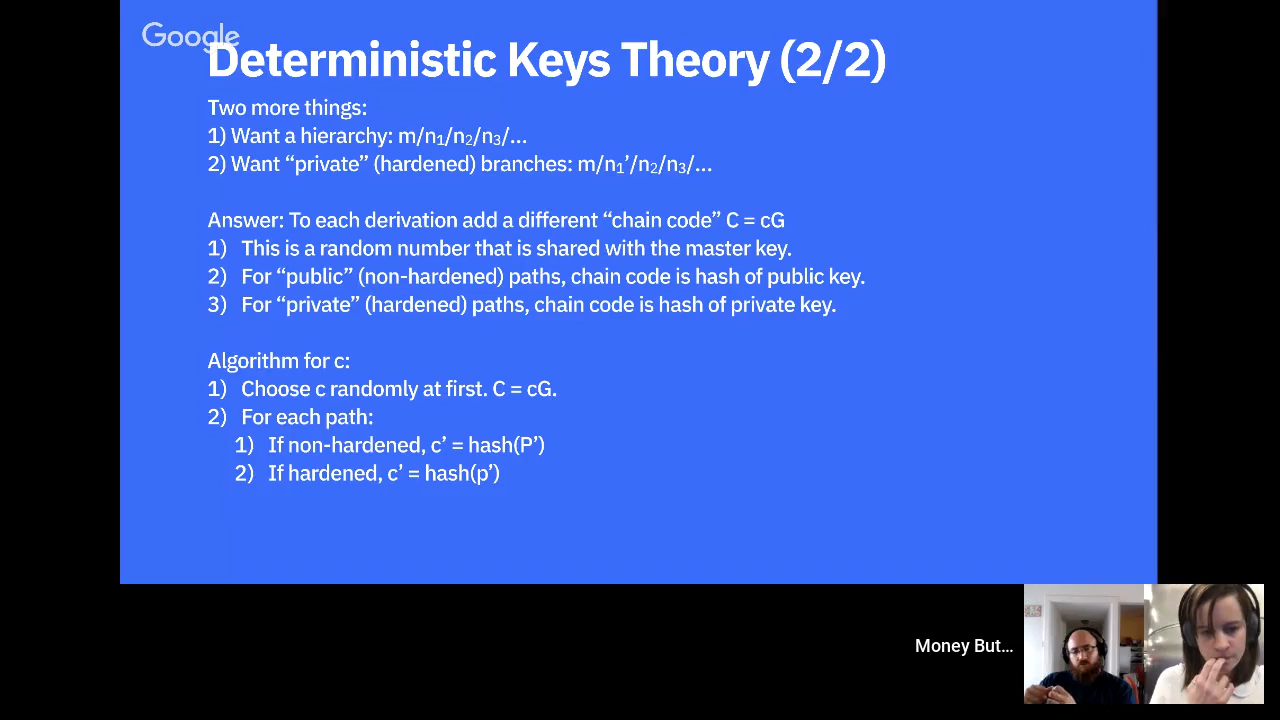 Google
Deterministic Keys Theory (2/2)
Two more things:
1) Want a hierarchy: m/n₁/n₂/n₃/...
2) Want “private” (hardened) branches: m/n₁’/n₂/n₃/...
Answer: To each derivation add a different “chain code” C = cG
1) This is a random number that is shared with the master key.
2) For “public” (non-hardened) paths, chain code is hash of public key.
3) For “private” (hardened) paths, chain code is hash of private key.
Algorithm for c:
1) Choose c randomly at first. C = cG.
2) For each path:
1) If non-hardened, c’ = hash(P’)
2) If hardened, c’ = hash(p’)
Money But...